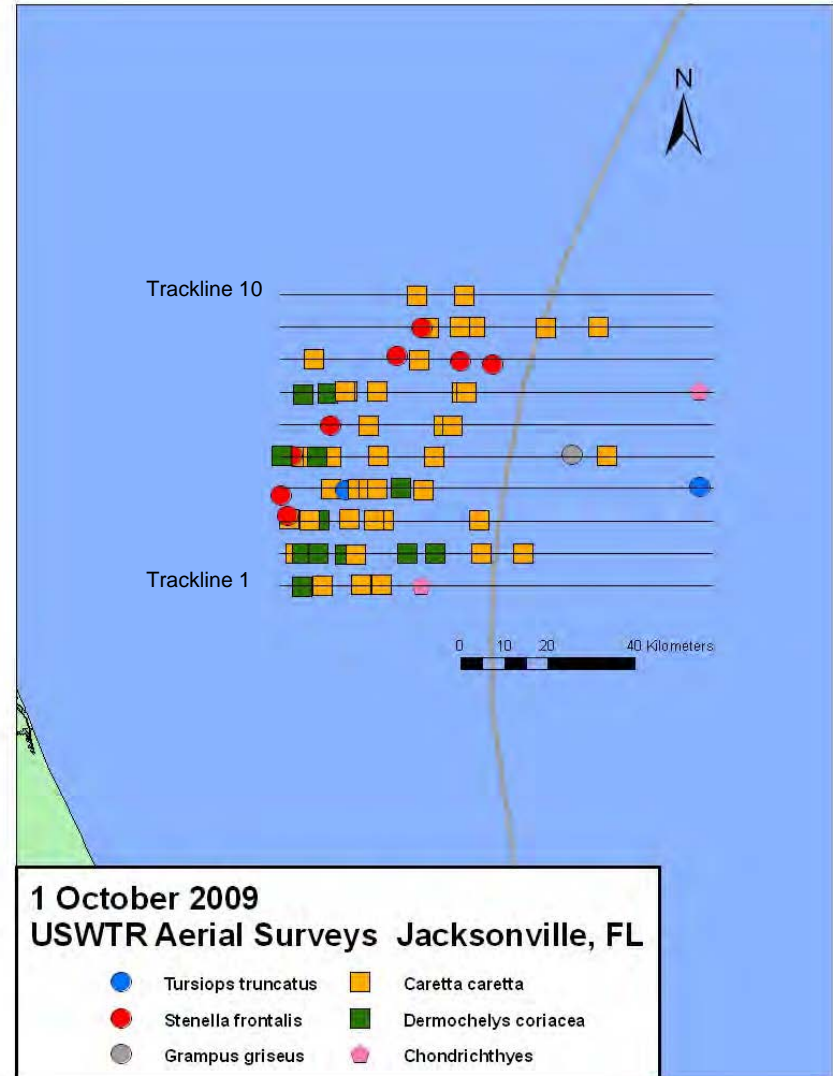 N
Trackline 10
Trackline 1
0 10 20 40 Kilometers
1 October 2009
USWTR Aerial Surveys Jacksonville, FL
Tursiops truncatus Caretta caretta
Stenella frontalis Dermochelys coriacea
Grampus griseus Chondrichthyes